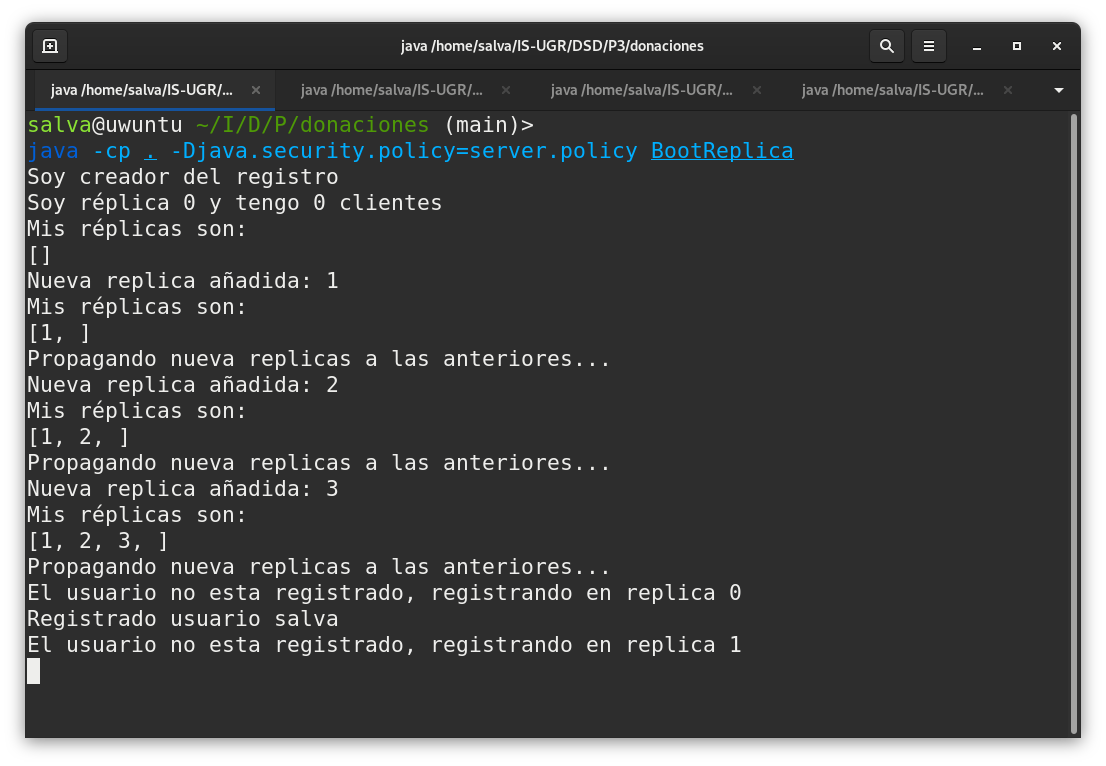 java /home/salva/IS-UGR/DSD/P3/donaciones
java /home/salva/IS-UGR/... java /home/salva/IS-UGR/... java /home/salva/IS-UGR/... java /home/salva/IS-UGR/...
salva@uwuntu ~/I/D/P/donaciones (main)>
java -cp . -Djava.security.policy=server.policy BootReplica
Soy creador del registro
Soy réplica 0 y tengo 0 clientes
Mis réplicas son:
[]
Nueva replica añadida: 1
Mis réplicas son:
[1, ]
Propagando nueva replicas a las anteriores...
Nueva replica añadida: 2
Mis réplicas son:
[1, 2, ]
Propagando nueva replicas a las anteriores...
Nueva replica añadida: 3
Mis réplicas son:
[1, 2, 3, ]
Propagando nueva replicas a las anteriores...
El usuario no esta registrado, registrando en replica 0
Registrado usuario salva
El usuario no esta registrado, registrando en replica 1